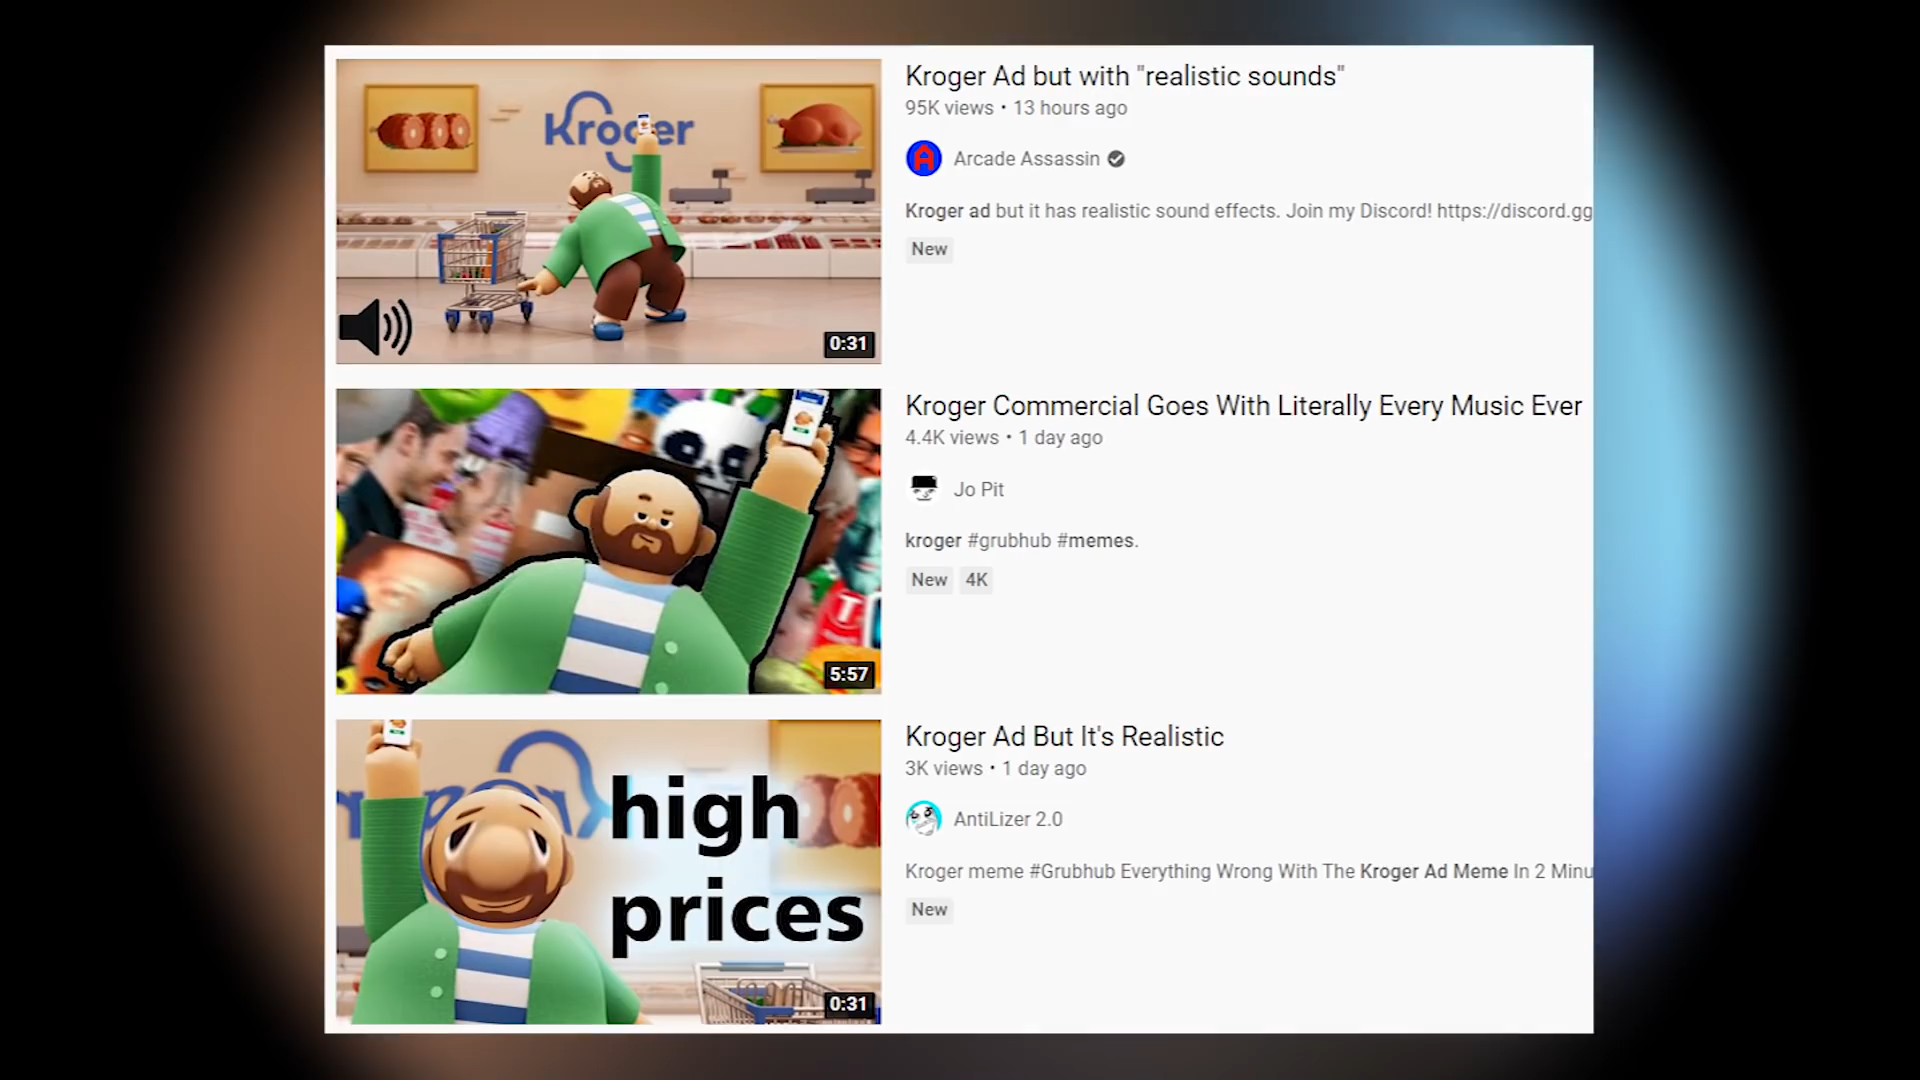 Kroger
0:31
Kroger Ad but with "realistic sounds"
95K views • 13 hours ago
A
Arcade Assassin
Kroger ad but it has realistic sound effects. Join my Discord! https://discord.gg
New
T
5:57
Kroger Commercial Goes With Literally Every Music Ever
4.4K views • 1 day ago
Jo Pit
kroger #grubhub #memes.
New 4K
high
prices
0:31
Kroger Ad But It's Realistic
3K views • 1 day ago
AntiLizer 2.0
Kroger meme #Grubhub Everything Wrong With The Kroger Ad Meme In 2 Minu
New